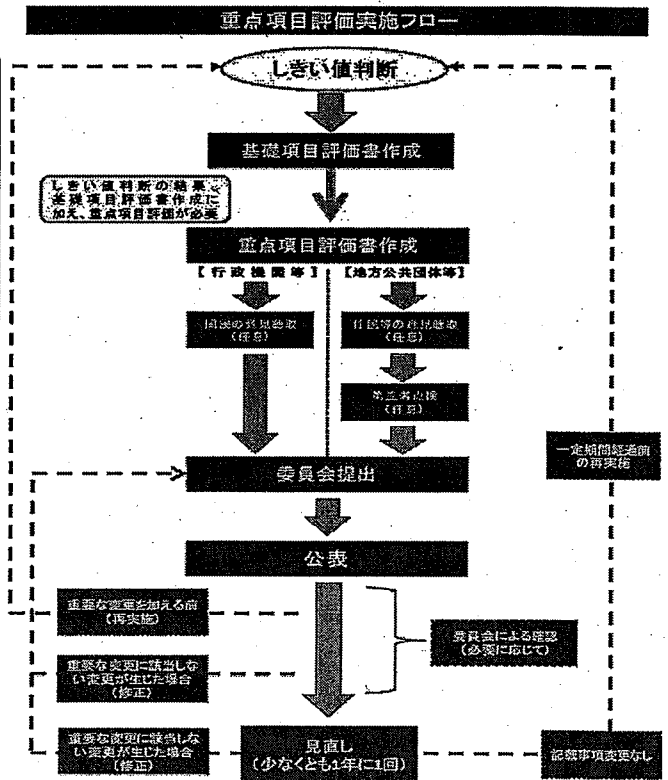 重点項目評価実施フロー
しきい値判断
基礎項目評価書作成
しきい値判断の結果、
基礎項目評価書作成に
加え、重点項目評価が必要
重点項目評価書作成
【行政機関等】
【地方公共団体等】
国民の意見聴取
(任意)
住民等の意見聴取
(任意)
第三者点検
(任意)
委員会提出
一定期間経過前
の再実施
公表
重要な変更を加える前
(再実施)
委員会による確認
(必要に応じて)
重要な変更に該当しな
い変更が生じた場合
(修正)
重要な変更に該当しな
い変更が生じた場合
(修正)
見直し
(少なくとも1年に1回)
記載事項変更なし